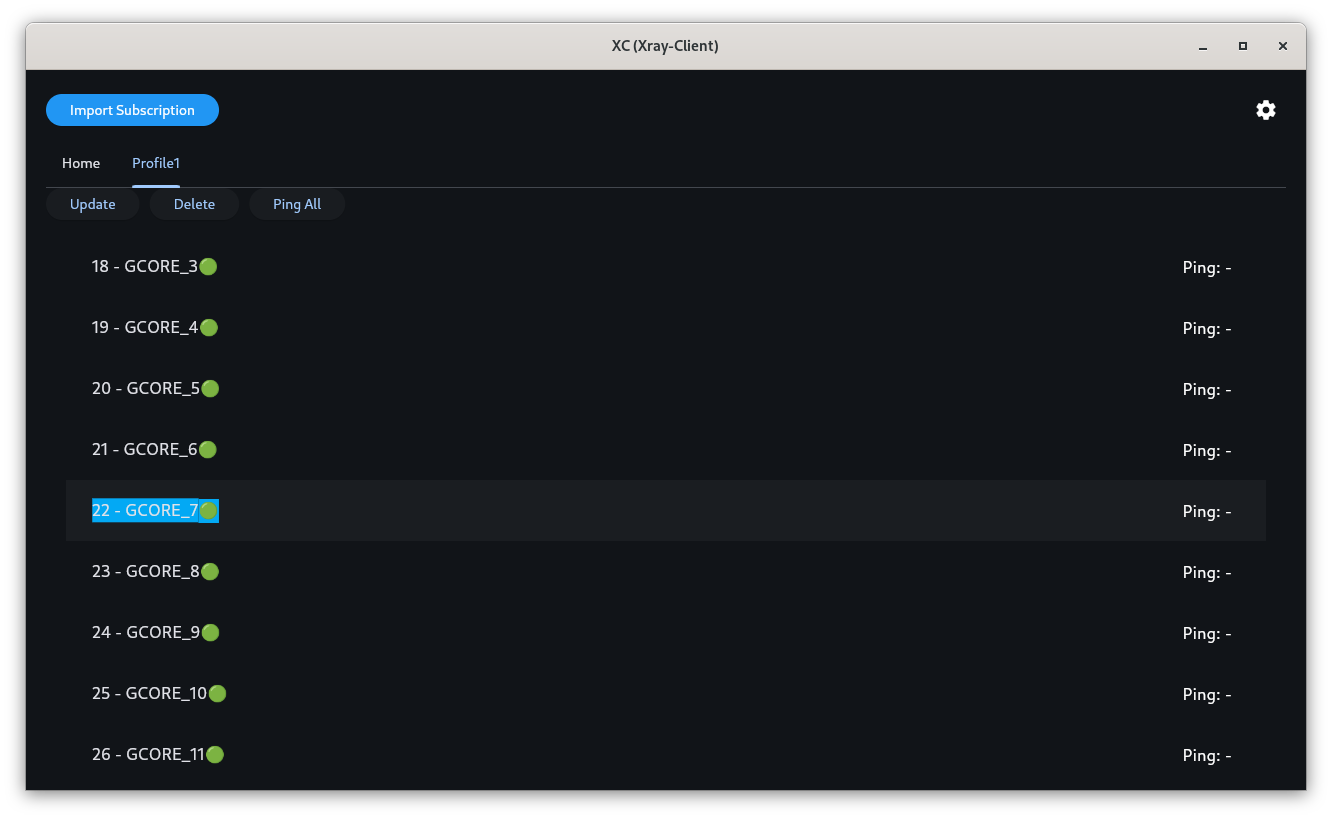 XC (Xray-Client)
Import Subscription
Home Profile1
Update Delete Ping All
18 - GCORE_3🟢 Ping: -
19 - GCORE_4🟢 Ping: -
20 - GCORE_5🟢 Ping: -
21 - GCORE_6🟢 Ping: -
22 - GCORE_7🟢 Ping: -
23 - GCORE_8🟢 Ping: -
24 - GCORE_9🟢 Ping: -
25 - GCORE_10🟢 Ping: -
26 - GCORE_11🟢 Ping: -